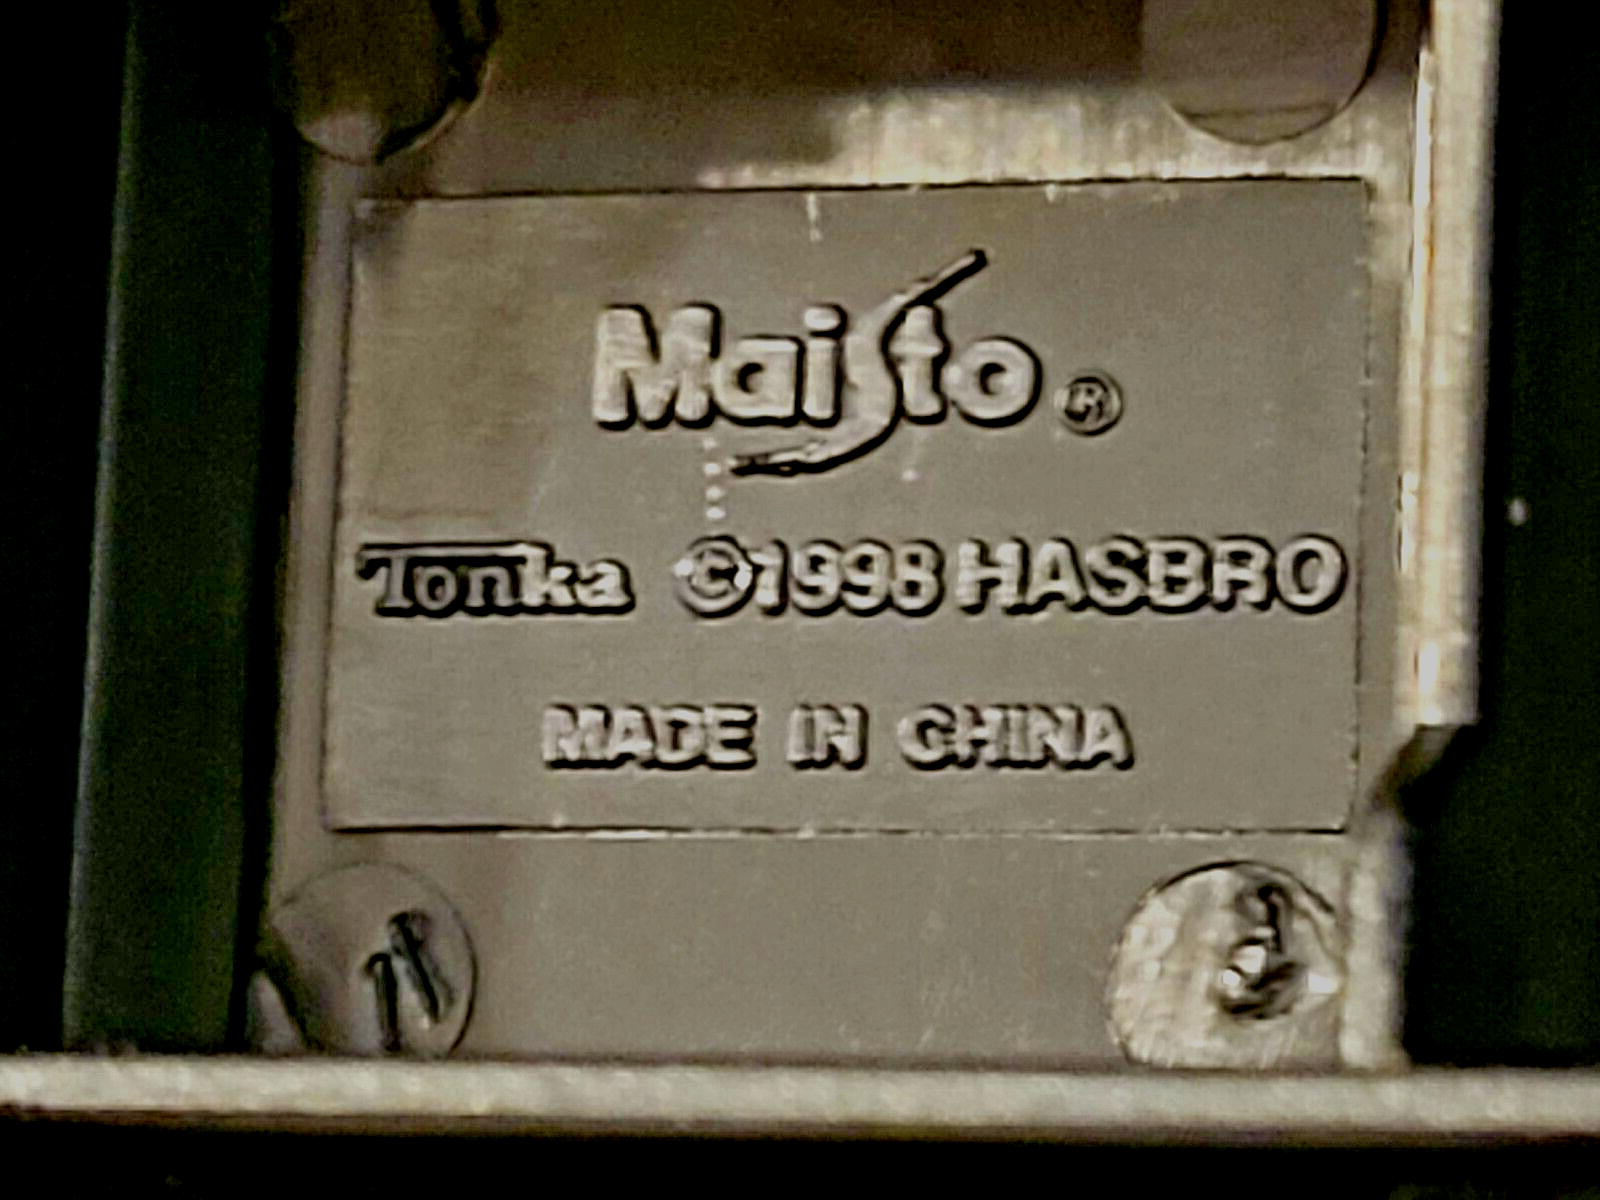 Maisto ®
Tonka ©1998 HASBRO
MADE IN CHINA